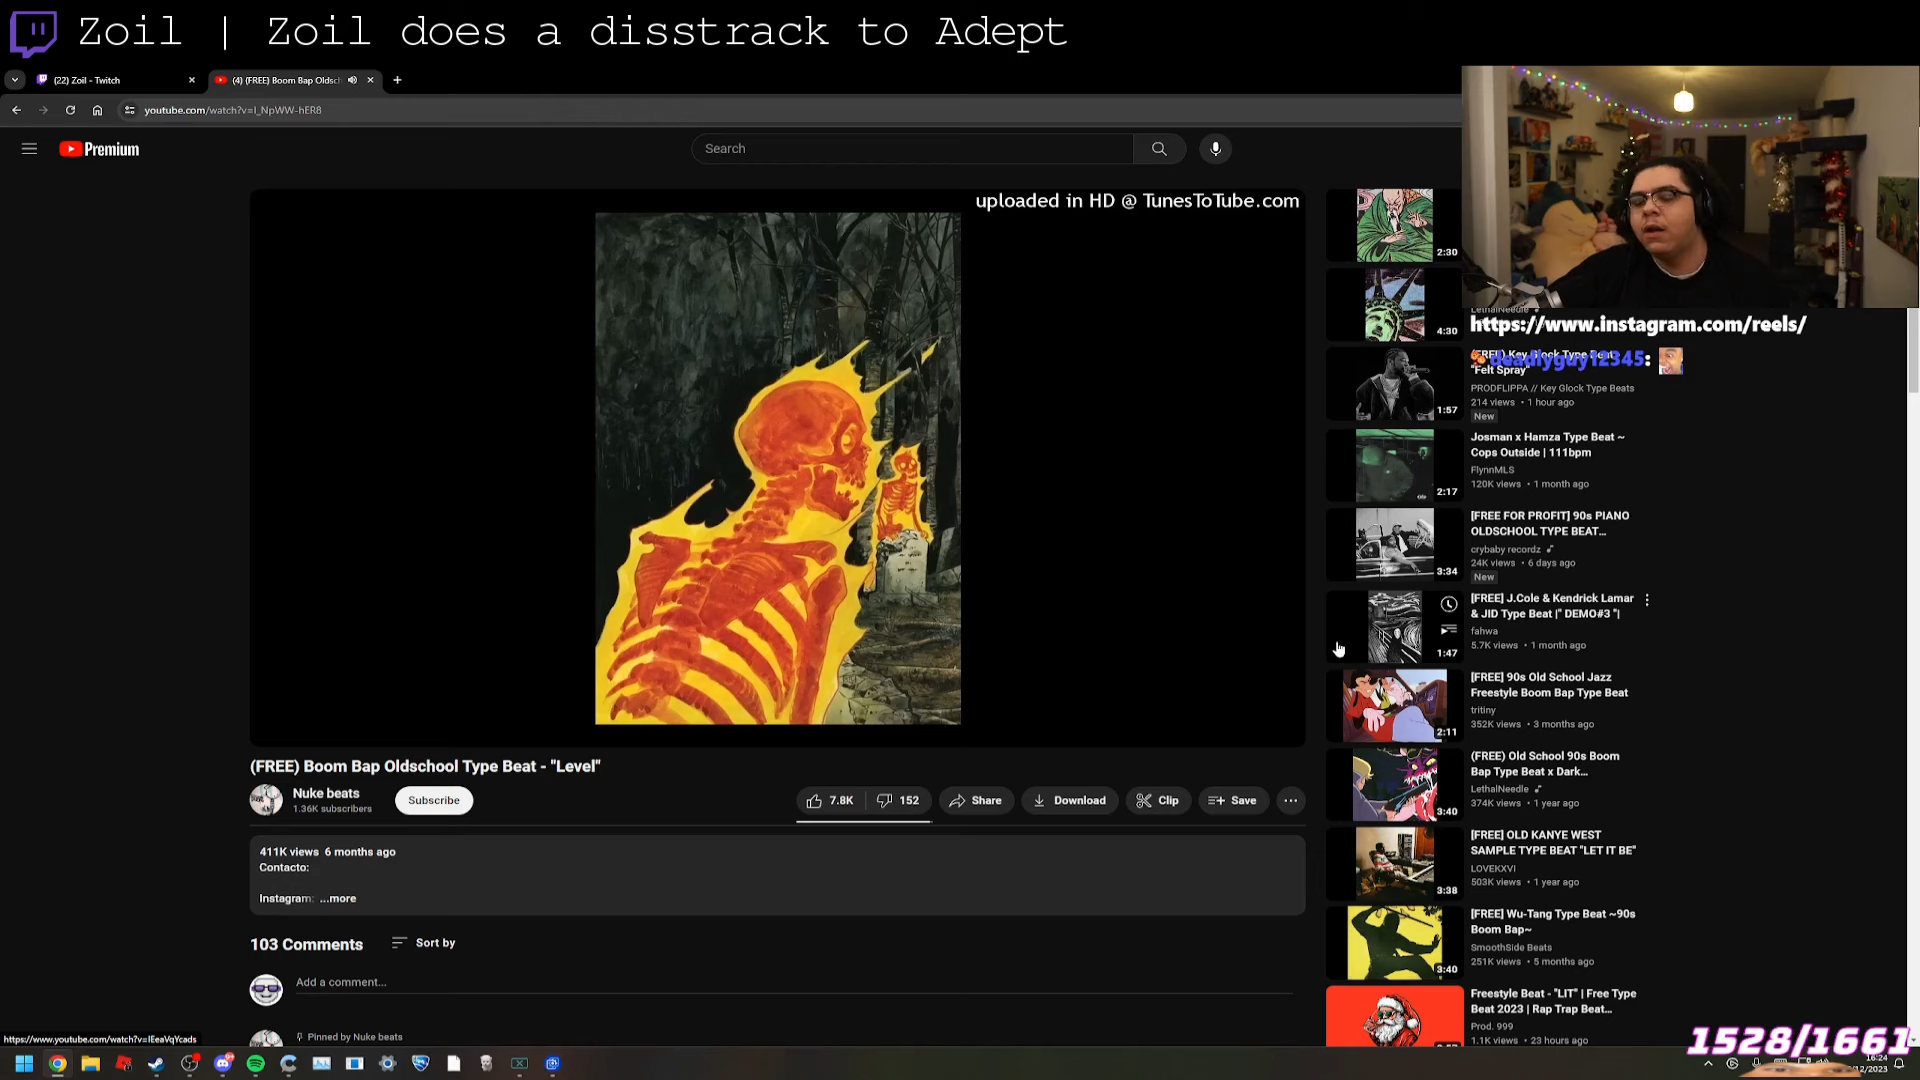 Zoil | Zoil does a disstrack to Adept
(22) Zoil - Twitch
(4) (FREE) Boom Bap Oldsch
youtube.com/watch?v=I_NpWW-hER8
Premium
Search
uploaded in HD @ TunesToTube.com
2:30
4:30
LethalNeedle
https://www.instagram.com/reels/
deadlyguy12345:
(FREE) Key Glock Type Beat
"Felt Spray"
PRODFLIPPA // Key Glock Type Beats
214 views • 1 hour ago
New
1:57
Josman x Hamza Type Beat ~
Cops Outside | 111bpm
FlynnMLS
120K views • 1 month ago
2:17
[FREE FOR PROFIT] 90s PIANO
OLDSCHOOL TYPE BEAT...
crybaby recordz
24K views • 6 days ago
New
3:34
[FREE] J.Cole & Kendrick Lamar
& JID Type Beat |" DEMO#3 "|
fahwa
5.7K views • 1 month ago
1:47
[FREE] 90s Old School Jazz
Freestyle Boom Bap Type Beat
tritiny
352K views • 3 months ago
2:11
(FREE) Old School 90s Boom
Bap Type Beat x Dark...
LethalNeedle
374K views • 1 year ago
3:40
[FREE] OLD KANYE WEST
SAMPLE TYPE BEAT "LET IT BE"
LOVEKXVI
503K views • 1 year ago
3:38
[FREE] Wu-Tang Type Beat ~90s
Boom Bap~
SmoothSide Beats
251K views • 5 months ago
3:40
Freestyle Beat - "LIT" | Free Type
Beat 2023 | Rap Trap Beat...
Prod. 999
1.1K views • 23 hours ago
(FREE) Boom Bap Oldschool Type Beat - "Level"
Nuke beats
1.36K subscribers
Subscribe
7.8K
152
Share
Download
Clip
Save
411K views 6 months ago
Contacto:
Instagram: ...more
103 Comments
Sort by
Add a comment...
Pinned by Nuke beats
https://www.youtube.com/watch?v=IEeaVqYcads
1528/1661
16:24